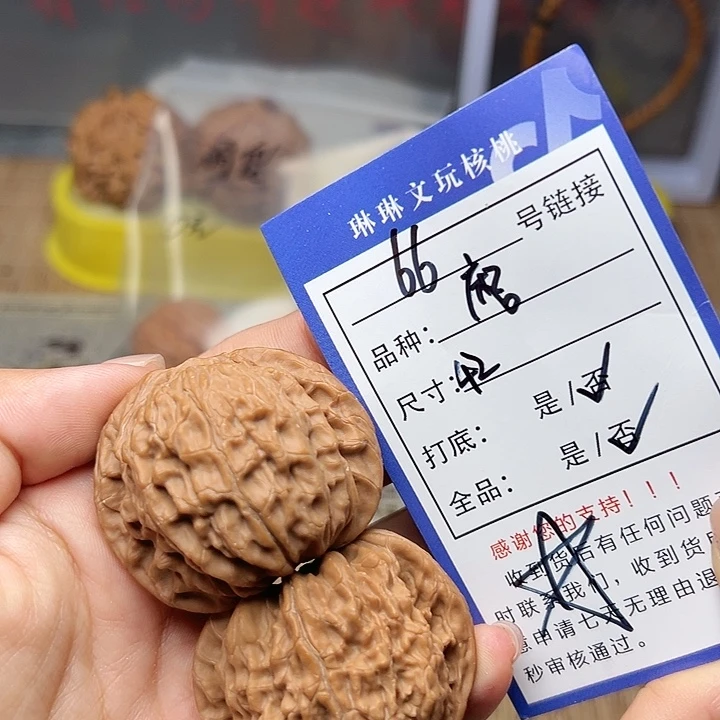 琳琳文玩核桃
66 号链接
品种：
尺寸：42
打底： 是 / 否
全品： 是 / 否
感谢您的支持！！！
收到货后有任何问题
时联系我们，收到货
申请七天无理由退
秒审核通过。